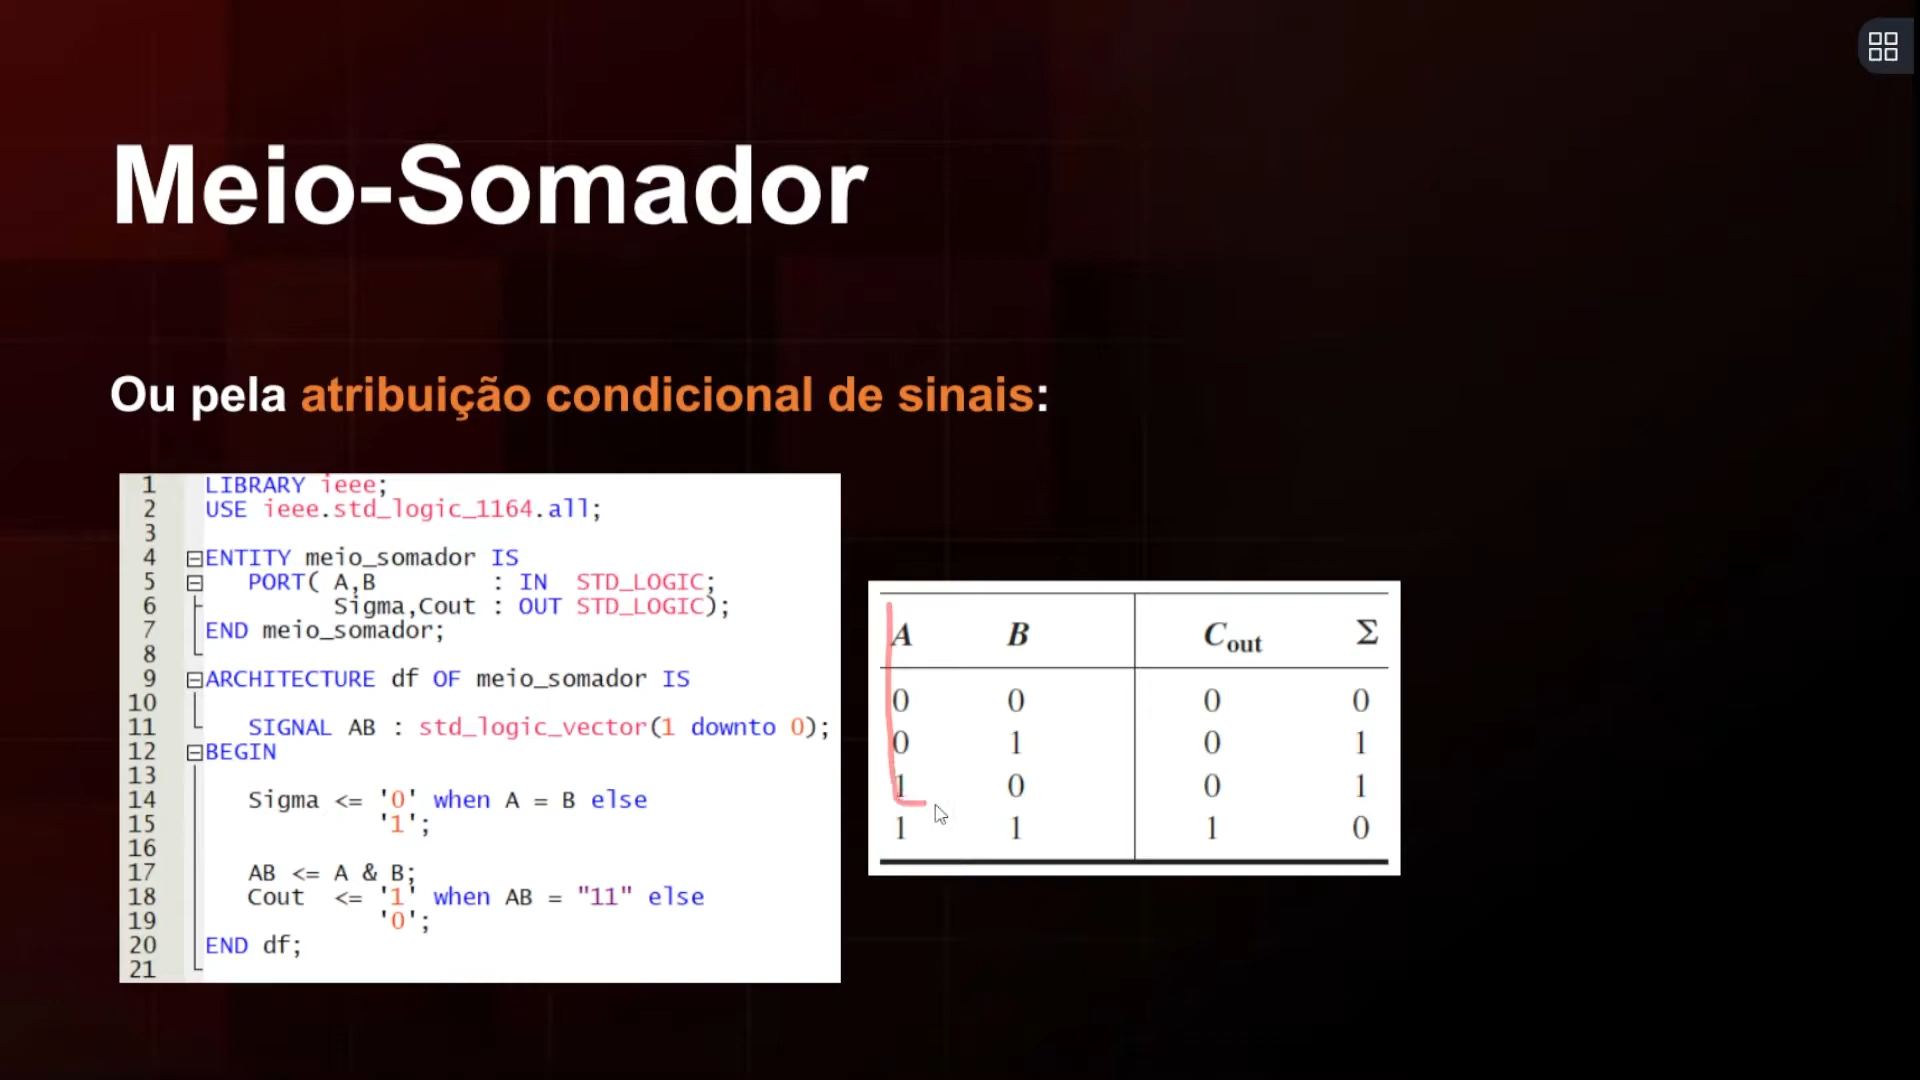 Meio-Somador
Ou pela atribuição condicional de sinais:
1 LIBRARY ieee;
2 USE ieee.std_logic_1164.all;
3
4 ENTITY meio_somador IS
5 PORT( A,B : IN STD_LOGIC;
6 Sigma,Cout : OUT STD_LOGIC);
7 END meio_somador;
8
9 ARCHITECTURE df OF meio_somador IS
10
11 SIGNAL AB : std_logic_vector(1 downto 0);
12 BEGIN
13
14 Sigma <= '0' when A = B else
15 '1';
16
17 AB <= A & B;
18 Cout <= '1' when AB = "11" else
19 '0';
20 END df;
21
A B Cout Σ
0 0 0 0
0 1 0 1
1 0 0 1
1 1 1 0